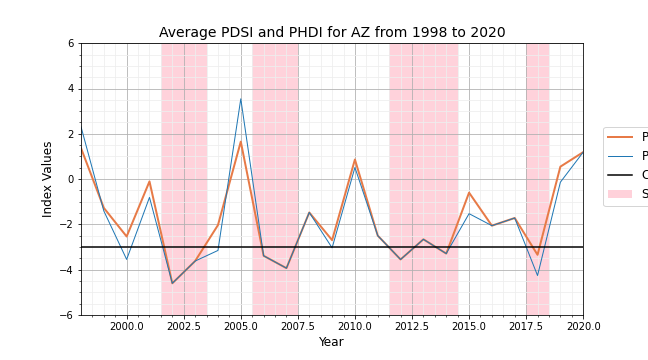 Average PDSI and PHDI for AZ from 1998 to 2020
6
4
2
0
−2
−4
−6
Index Values
2000.0 2002.5 2005.0 2007.5 2010.0 2012.5 2015.0 2017.5 2020.0
Year
P
P
C
S